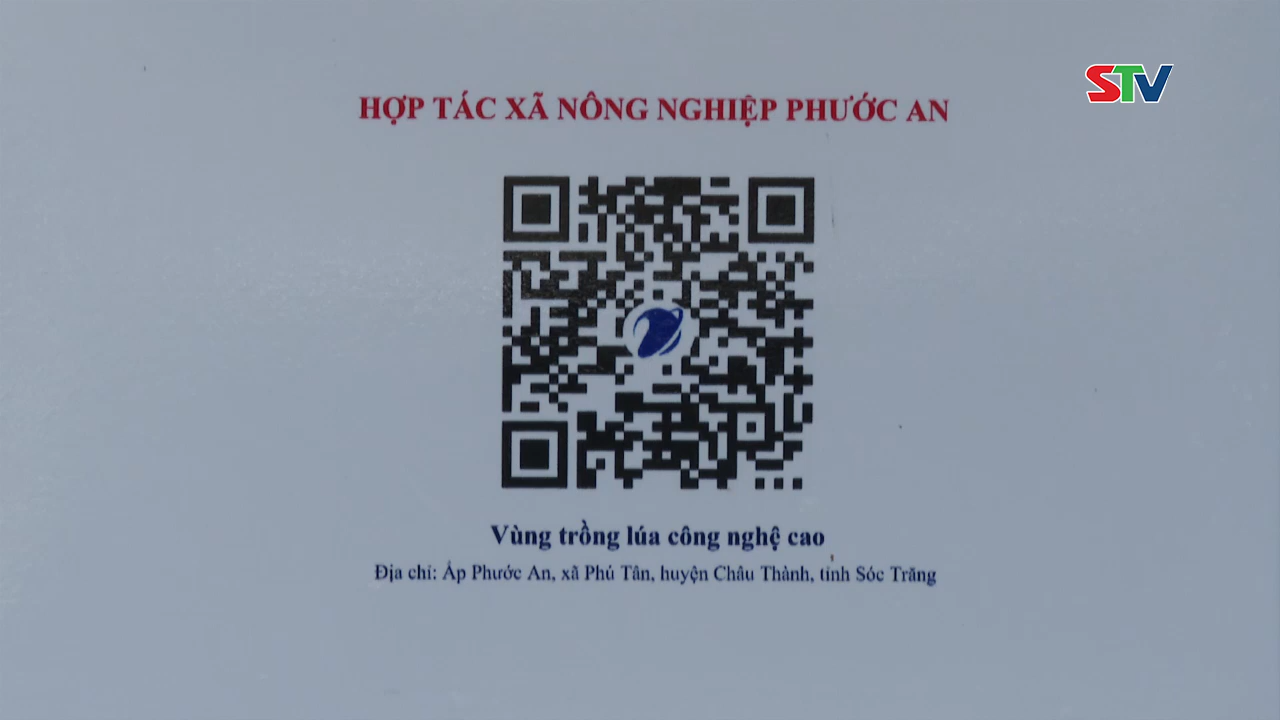 STV
HỢP TÁC XÃ NÔNG NGHIỆP PHƯỚC AN
Vùng trồng lúa công nghệ cao
Địa chỉ: Ấp Phước An, xã Phú Tân, huyện Châu Thành, tỉnh Sóc Trăng